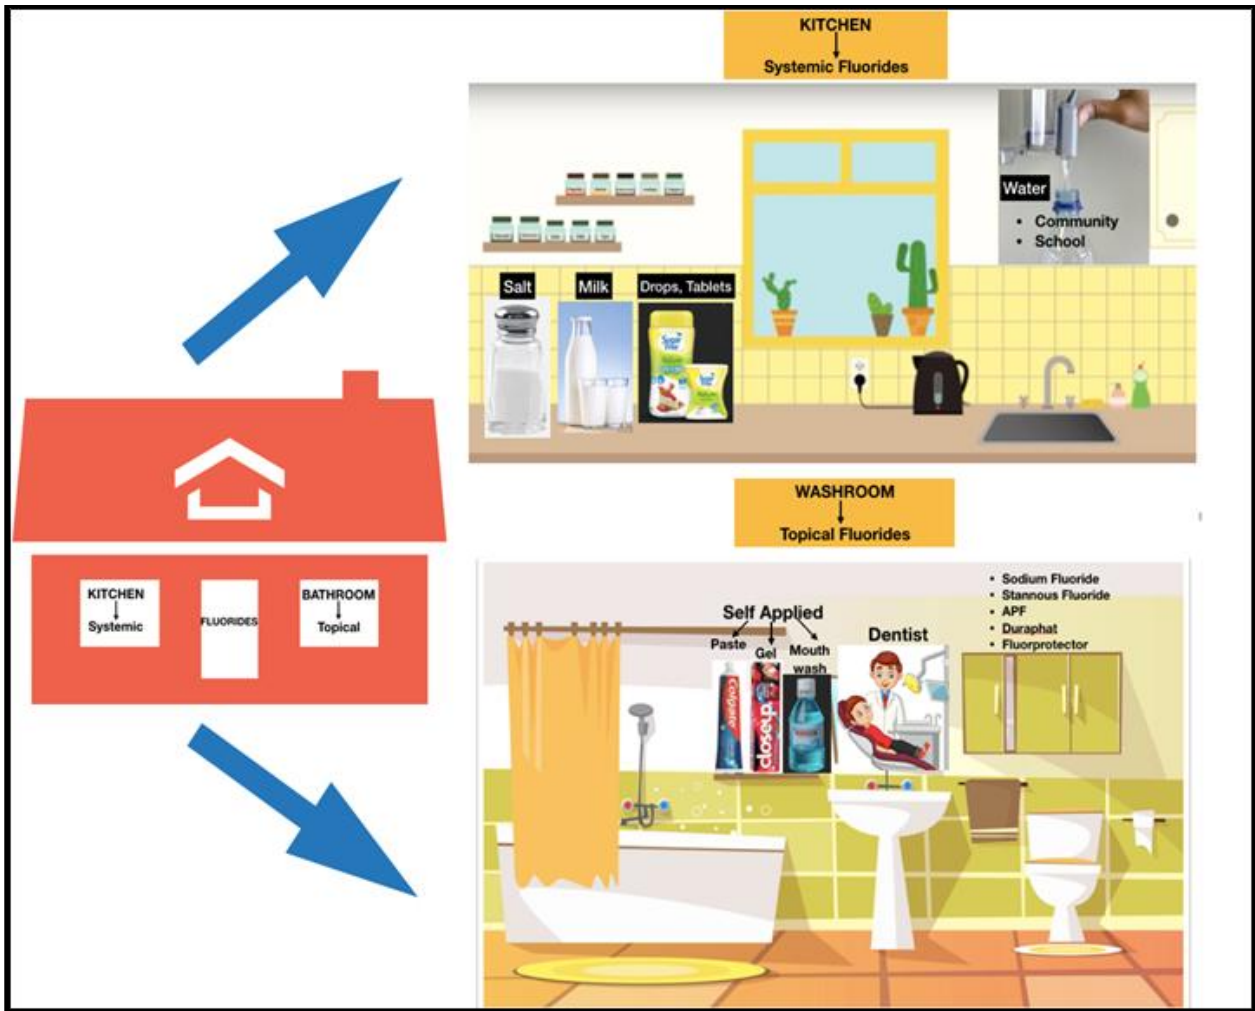 KITCHEN
Systemic Fluorides
Water
• Community
• School
Salt
Milk
Drops, Tablets
WASHROOM
Topical Fluorides
KITCHEN
Systemic
FLUORIDES
BATHROOM
Topical
Self Applied
Paste
Gel
Mouth
wash
Colgate
closeup
Dentist
• Sodium Fluoride
• Stannous Fluoride
• APF
• Duraphat
• Fluorprotector